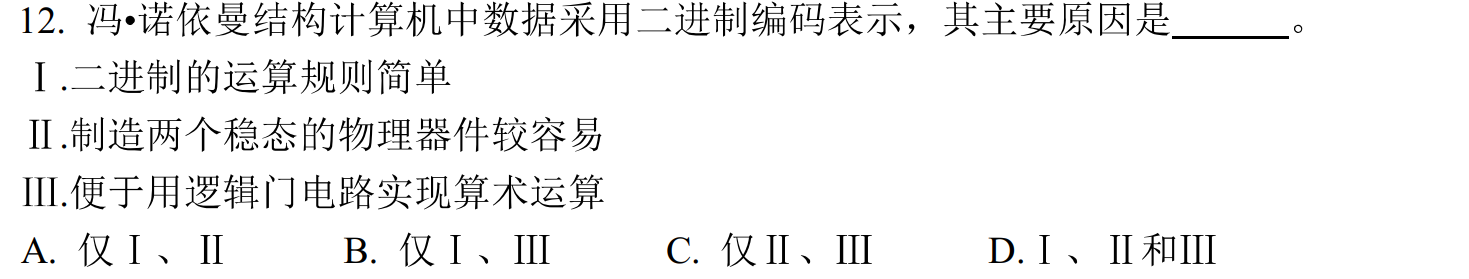 12. 冯•诺依曼结构计算机中数据采用二进制编码表示，其主要原因是______。
Ⅰ.二进制的运算规则简单
Ⅱ.制造两个稳态的物理器件较容易
Ⅲ.便于用逻辑门电路实现算术运算
A. 仅Ⅰ、Ⅱ B. 仅Ⅰ、Ⅲ C. 仅Ⅱ、Ⅲ D.Ⅰ、Ⅱ和Ⅲ